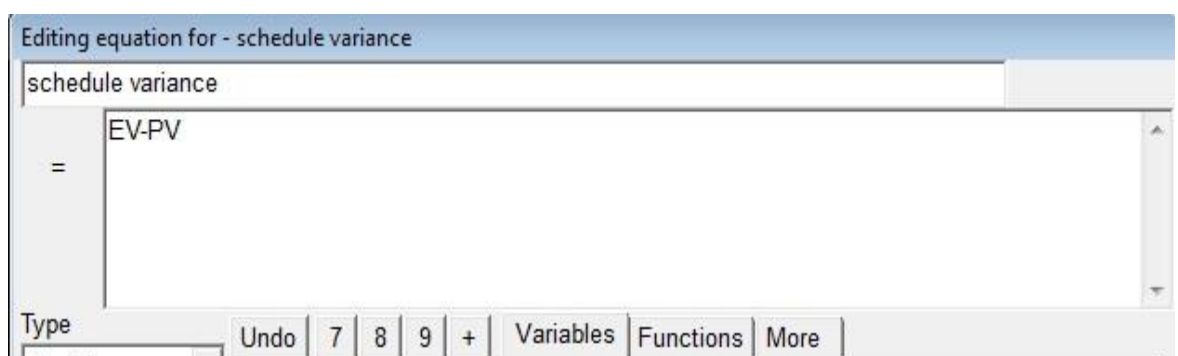 Editing equation for - schedule variance
schedule variance
EV-PV
=
Type
Undo 7 8 9 + Variables Functions More